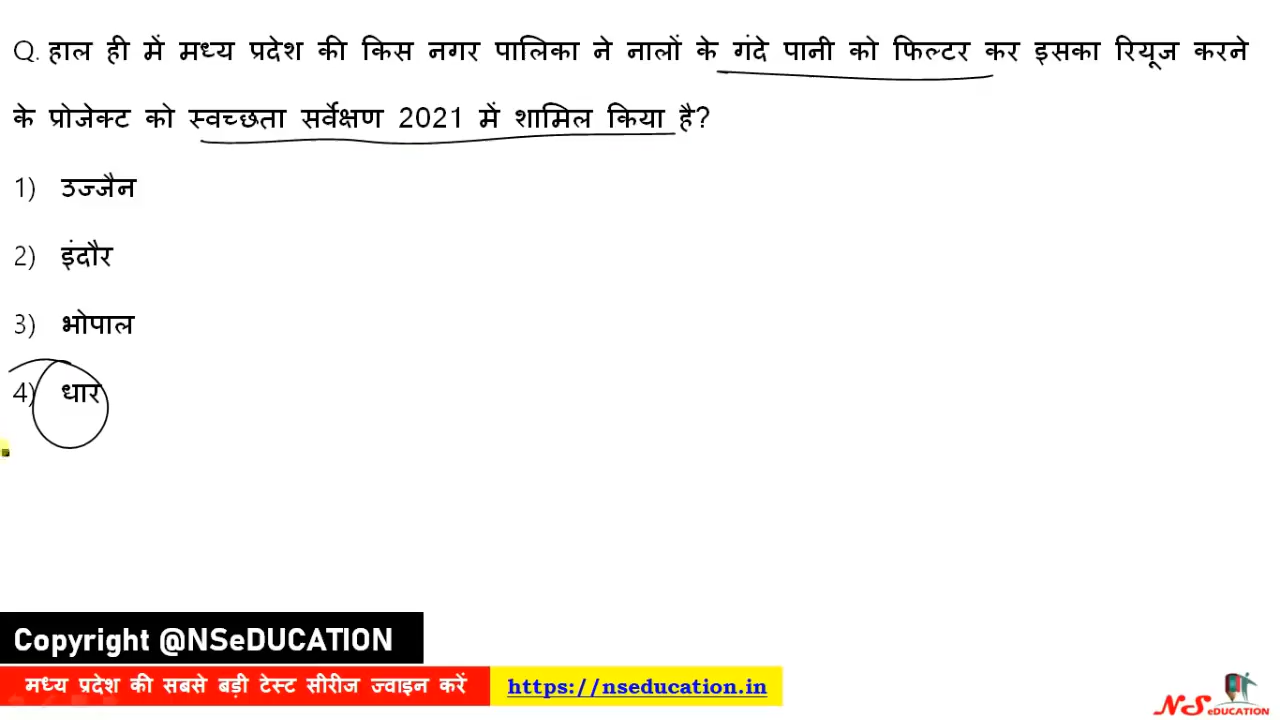 Q. हाल ही में मध्य प्रदेश की किस नगर पालिका ने नालों के गंदे पानी को फिल्टर कर इसका रियूज करने
के प्रोजेक्ट को स्वच्छता सर्वेक्षण 2021 में शामिल किया है?
1) उज्जैन
2) इंदौर
3) भोपाल
4) धार
Copyright @NSeDUCATION
मध्य प्रदेश की सबसे बड़ी टेस्ट सीरीज ज्वाइन करें https://nseducation.in
NS eDUCATION